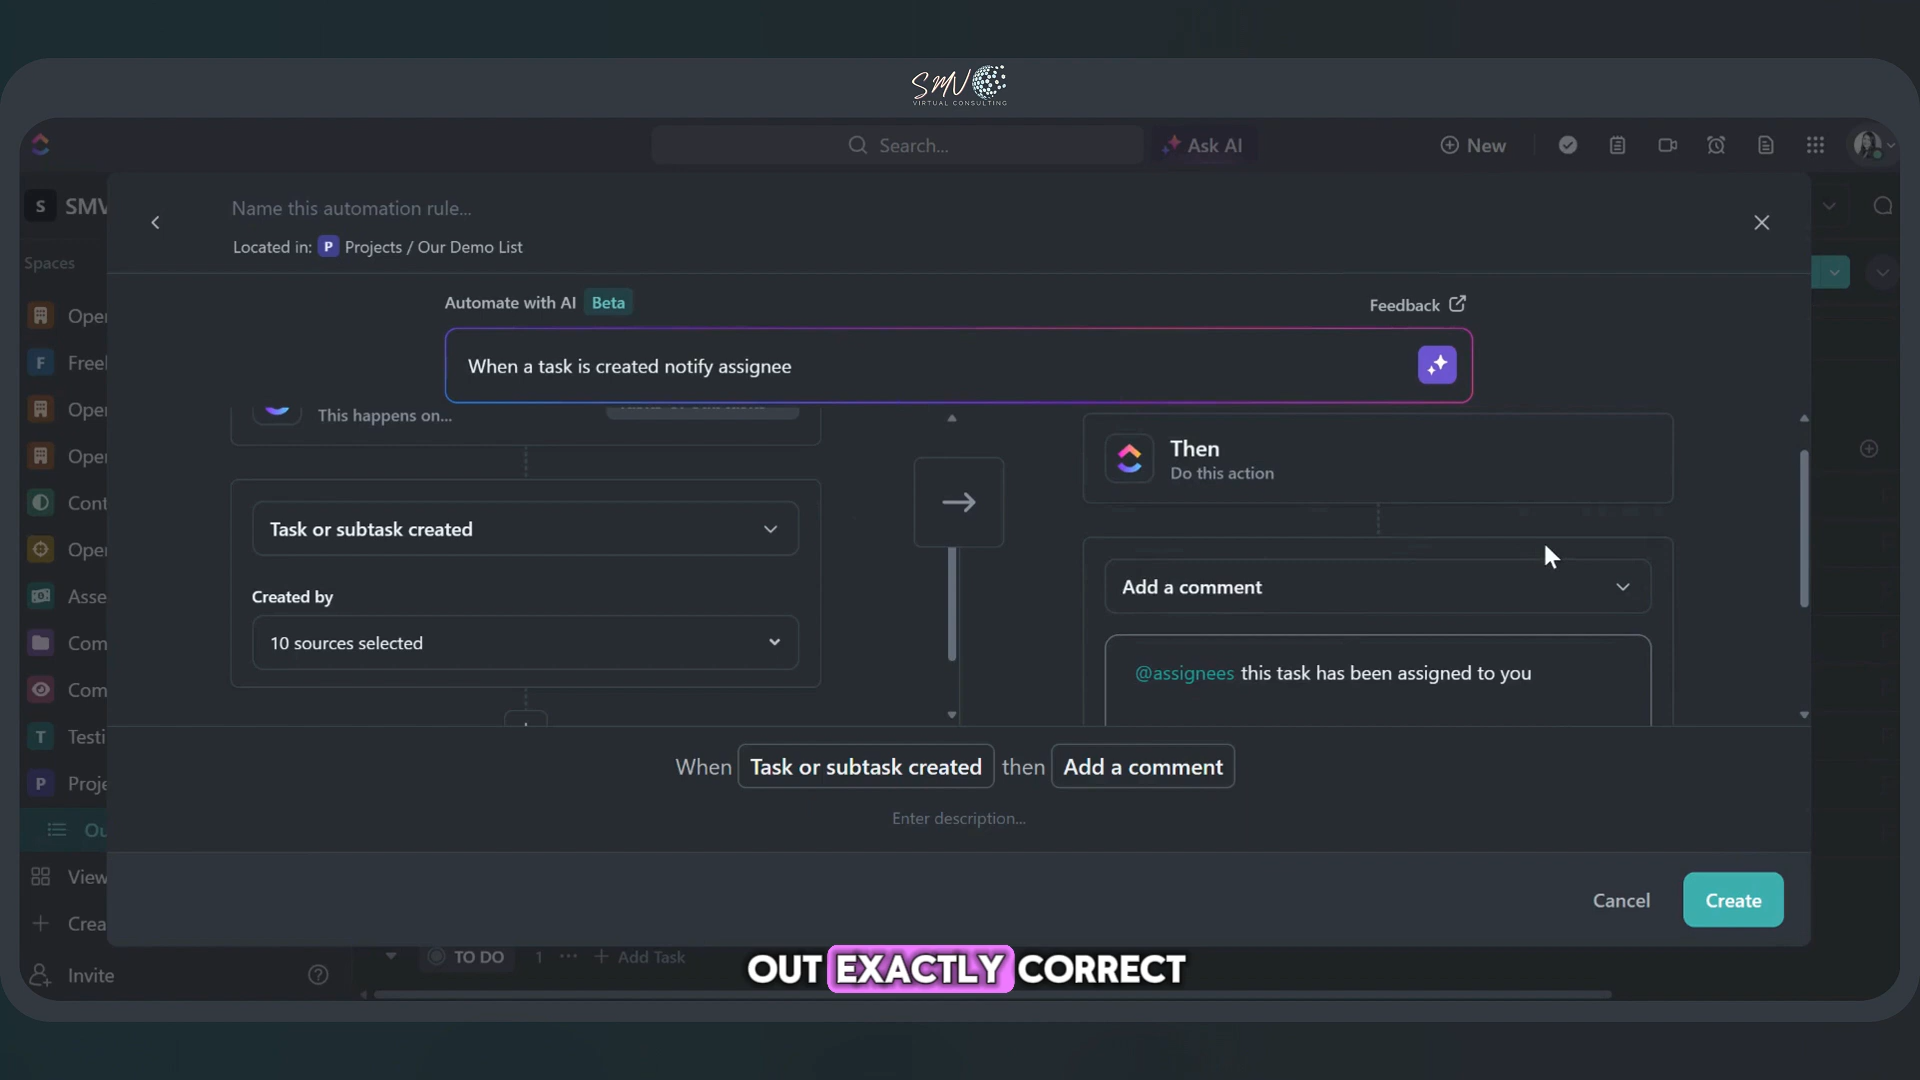 SMV
VIRTUAL CONSULTING
Search...
Ask AI
New
S SMV
Name this automation rule...
Located in: P Projects / Our Demo List
Spaces
Automate with AI Beta
Feedback
When a task is created notify assignee
Oper
F Freel
Oper
Oper
Cont
Oper
Asse
Com
Com
T Testi
P Proje
Ou
View
Crea
Invite
This happens on...
Task or subtask created
Created by
10 sources selected
Then
Do this action
Add a comment
@assignees this task has been assigned to you
When Task or subtask created then Add a comment
Enter description...
Cancel
Create
TO DO 1 ... + Add Task
OUT EXACTLY CORRECT